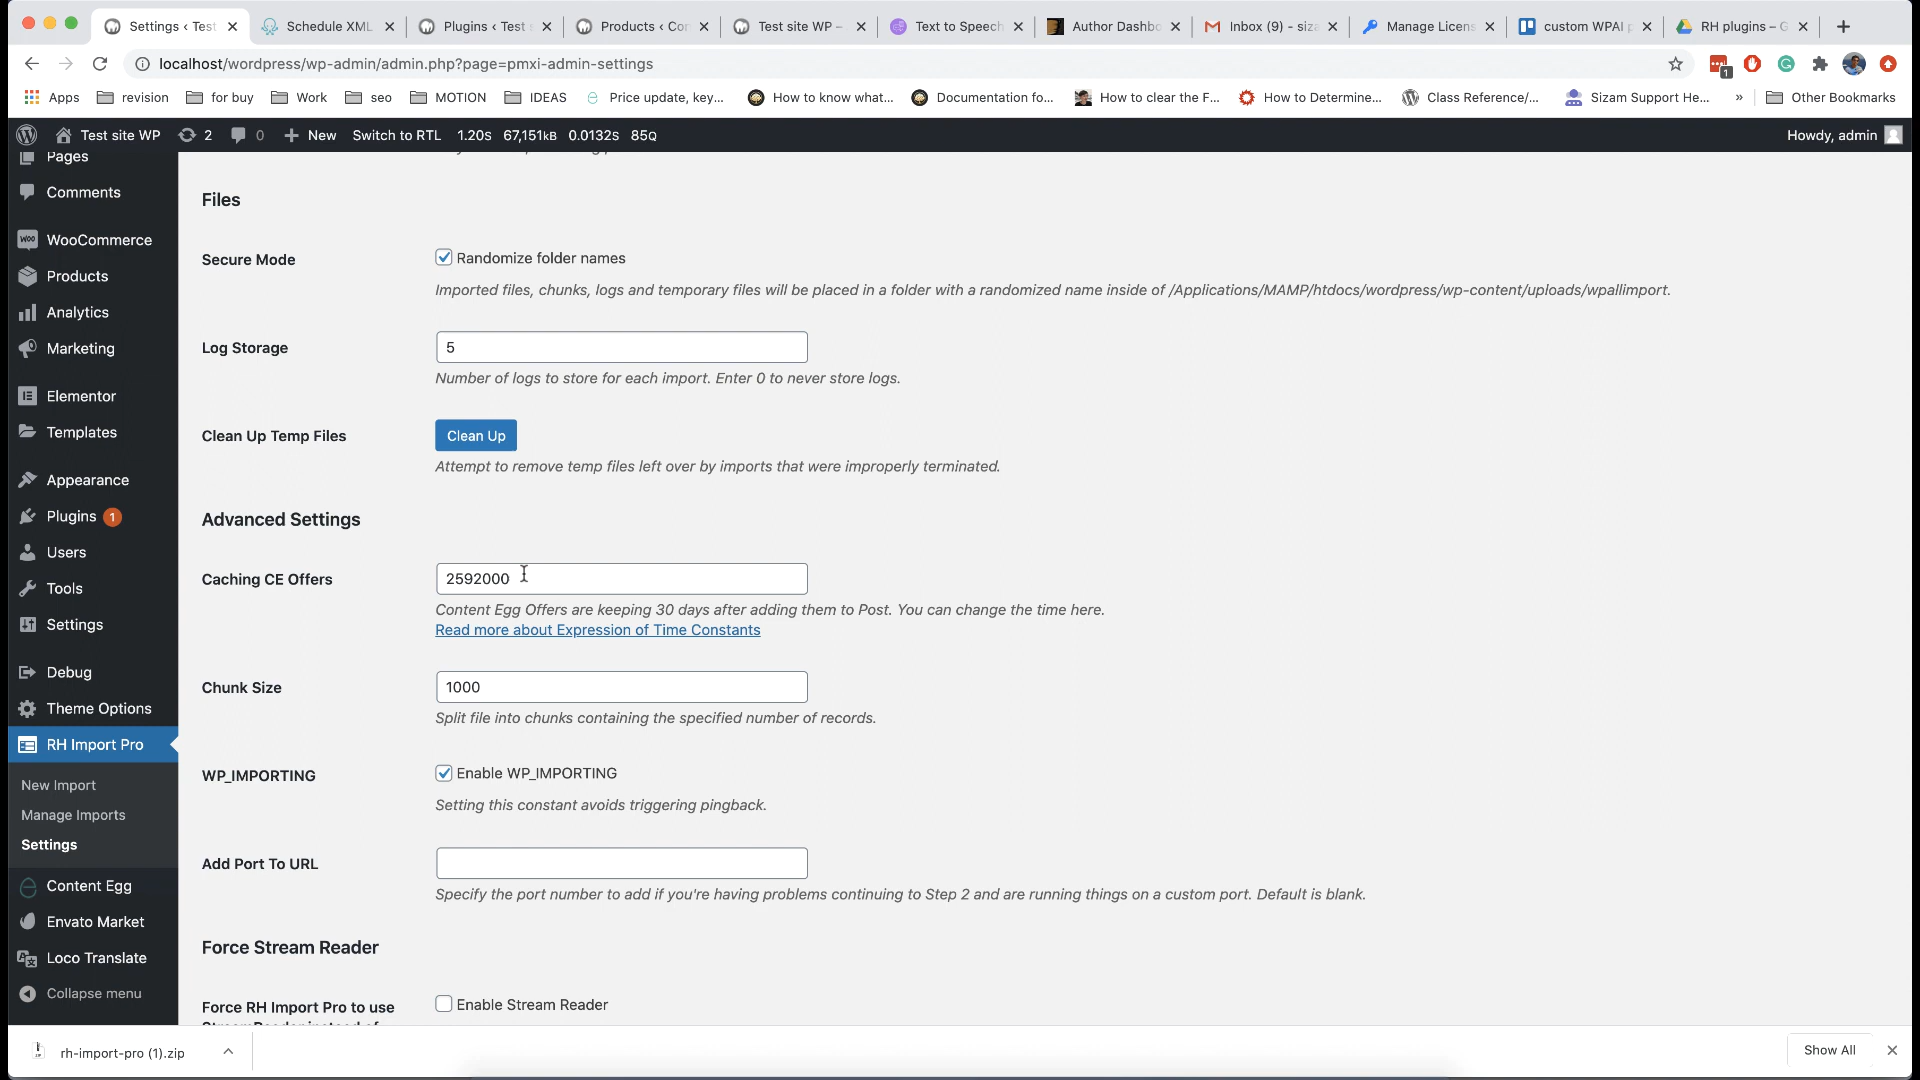 Settings ‹ Test
Schedule XML
Plugins ‹ Test s
Products ‹ Con
Test site WP –
Text to Speech
Author Dashbo
Inbox (9) - siza
Manage Licens
custom WPAI p
RH plugins – G
localhost/wordpress/wp-admin/admin.php?page=pmxi-admin-settings
1
Apps
revision
for buy
Work
seo
MOTION
IDEAS
Price update, key...
How to know what...
Documentation fo...
How to clear the F...
How to Determine...
Class Reference/...
Sizam Support He...
»
Other Bookmarks
Test site WP
2
0
New
Switch to RTL
1.20s 67,151kB 0.0132s 85Q
Howdy, admin
Pages
Comments
WooCommerce
Products
Analytics
Marketing
Elementor
Templates
Appearance
Plugins 1
Users
Tools
Settings
Debug
Theme Options
RH Import Pro
New Import
Manage Imports
Settings
Content Egg
Envato Market
Loco Translate
Collapse menu
Files
Secure Mode
Randomize folder names
Imported files, chunks, logs and temporary files will be placed in a folder with a randomized name inside of /Applications/MAMP/htdocs/wordpress/wp-content/uploads/wpallimport.
Log Storage
5
Number of logs to store for each import. Enter 0 to never store logs.
Clean Up Temp Files
Clean Up
Attempt to remove temp files left over by imports that were improperly terminated.
Advanced Settings
Caching CE Offers
2592000
Content Egg Offers are keeping 30 days after adding them to Post. You can change the time here.
Read more about Expression of Time Constants
Chunk Size
1000
Split file into chunks containing the specified number of records.
WP_IMPORTING
Enable WP_IMPORTING
Setting this constant avoids triggering pingback.
Add Port To URL
Specify the port number to add if you're having problems continuing to Step 2 and are running things on a custom port. Default is blank.
Force Stream Reader
Force RH Import Pro to use
Enable Stream Reader
rh-import-pro (1).zip
Show All